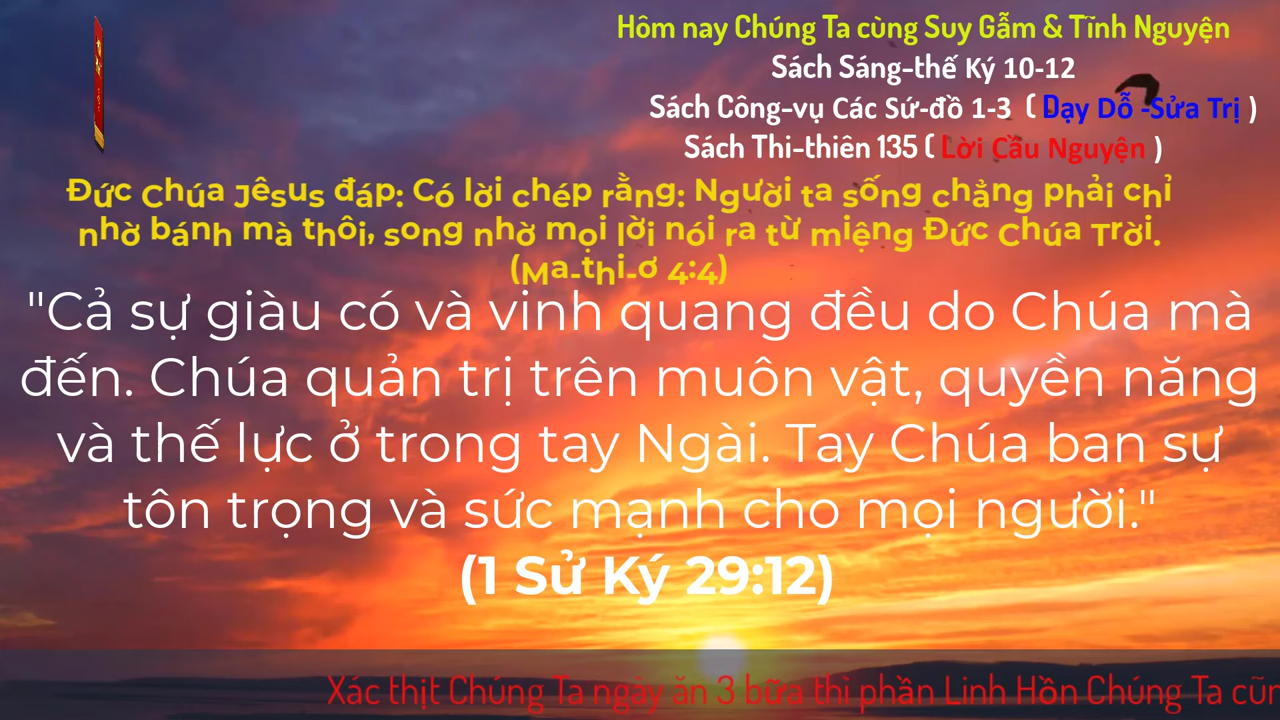 Hôm nay Chúng Ta cùng Suy Gẫm & Tĩnh Nguyện
Sách Sáng-thế Ký 10-12
Sách Công-vụ Các Sứ-đồ 1-3 ( Dạy Dỗ -Sửa Trị )
Sách Thi-thiên 135 ( Lời Cầu Nguyện )
Đức Chúa Jêsus đáp: Có lời chép rằng: Người ta sống chẳng phải chỉ
nhờ bánh mà thôi, song nhờ mọi lời nói ra từ miệng Đức Chúa Trời.
(Ma-thi-ơ 4:4)
"Cả sự giàu có và vinh quang đều do Chúa mà
đến. Chúa quản trị trên muôn vật, quyền năng
và thế lực ở trong tay Ngài. Tay Chúa ban sự
tôn trọng và sức mạnh cho mọi người."
(1 Sử Ký 29:12)
Xác thịt Chúng Ta ngày ăn 3 bữa thì phần Linh Hồn Chúng Ta